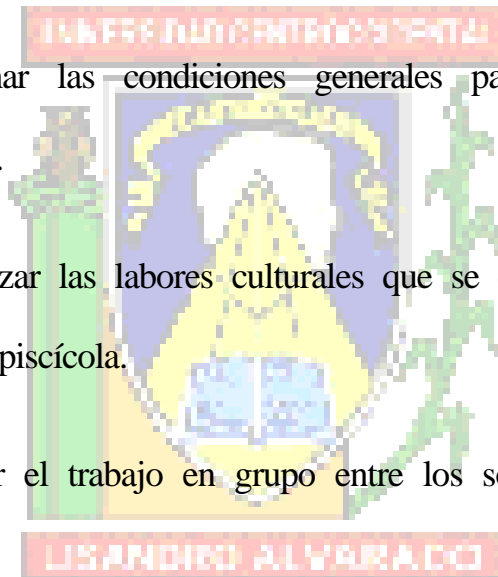 UNIVERSIDAD CENTROCCIDENTAL
ar las condiciones generales pa
.
zar las labores culturales que se
piscícola.
r el trabajo en grupo entre los s
LISANDRO ALVARADO